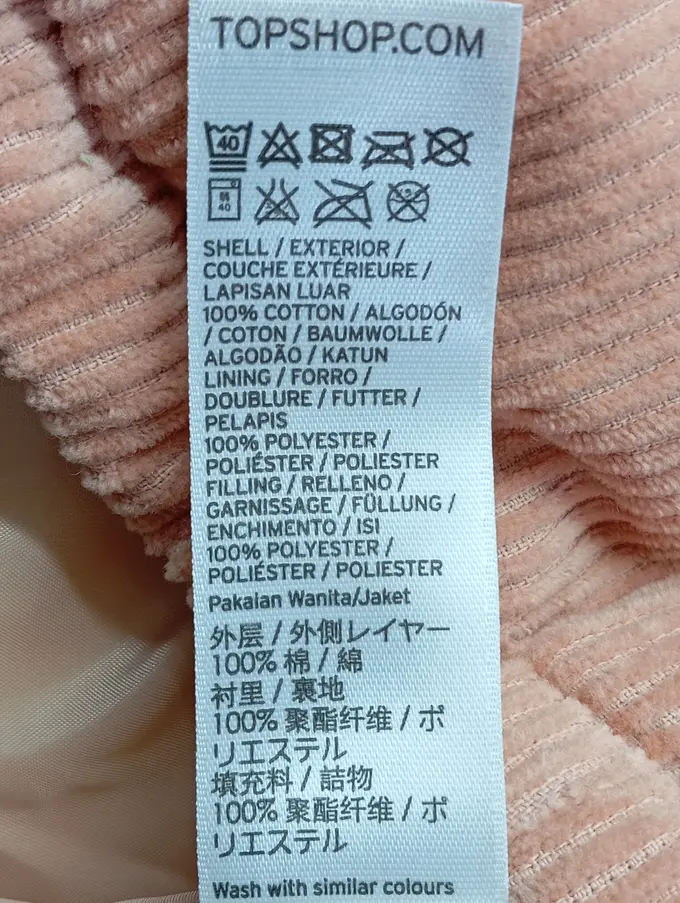 TOPSHOP.COM
40
40
SHELL / EXTERIOR /
COUCHE EXTÉRIEURE /
LAPISAN LUAR
100% COTTON / ALGODÓN
/ COTON / BAUMWOLLE /
ALGODÃO / KATUN
LINING / FORRO /
DOUBLURE / FUTTER /
PELAPIS
100% POLYESTER /
POLIÉSTER / POLIESTER
FILLING / RELLENO /
GARNISSAGE / FÜLLUNG /
ENCHIMENTO / ISI
100% POLYESTER /
POLIÉSTER / POLIESTER
Pakaian Wanita/Jaket
外层 / 外側レイヤー
100% 棉 / 綿
衬里 / 裏地
100% 聚酯纤维 / ポ
リエステル
填充料 / 詰物
100% 聚酯纤维 / ポ
リエステル
Wash with similar colours